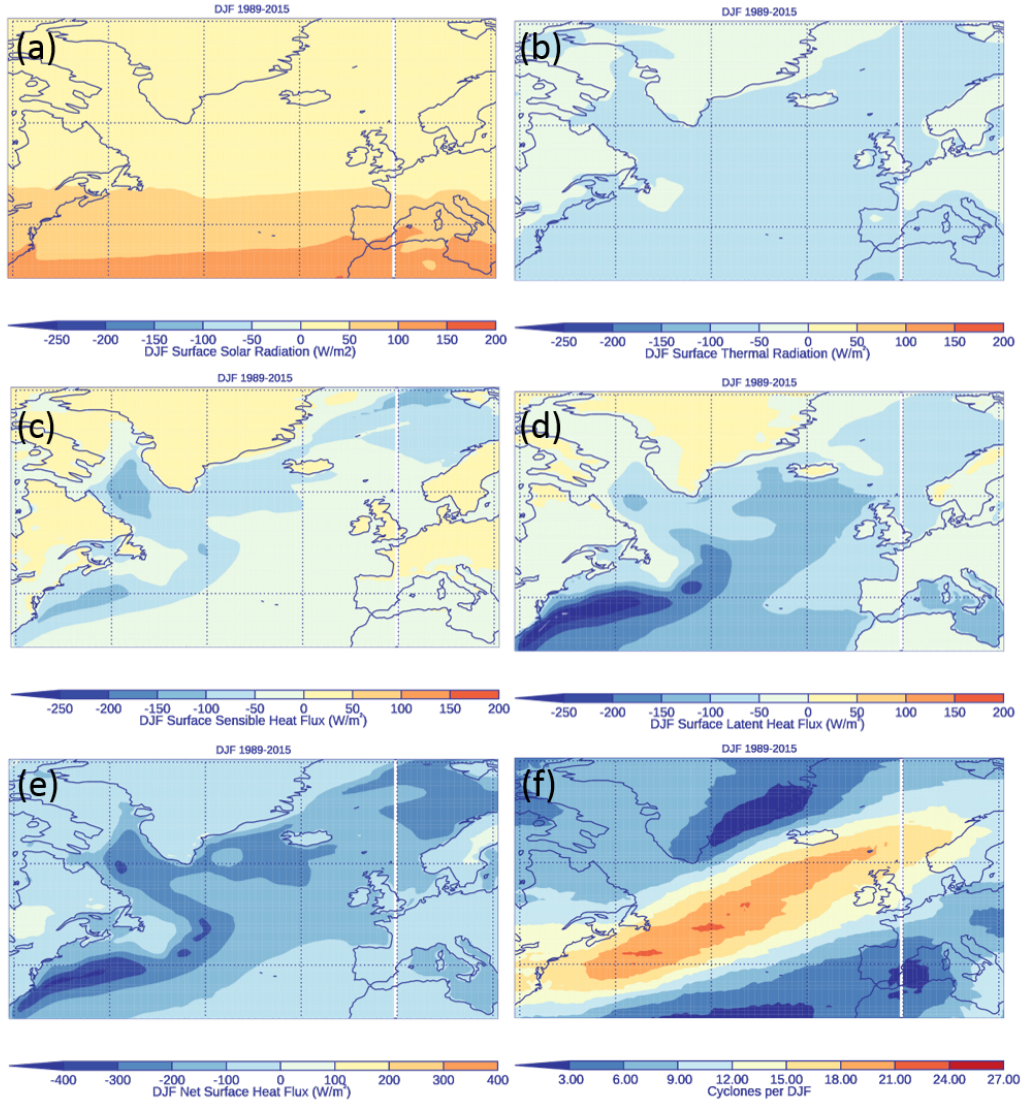 DJF 1989-2015
DJF 1989-2015
(a)
(b)
-250 -200 -150 -100 -50 0 50 100 150 200
DJF Surface Solar Radiation (W/m2)
-250 -200 -150 -100 -50 0 50 100 150 200
DJF Surface Thermal Radiation (W/m²)
DJF 1989-2015
DJF 1989-2015
(c)
(d)
-250 -200 -150 -100 -50 0 50 100 150 200
DJF Surface Sensible Heat Flux (W/m²)
-250 -200 -150 -100 -50 0 50 100 150 200
DJF Surface Latent Heat Flux (W/m²)
DJF 1989-2015
DJF 1989-2015
(e)
(f)
-400 -300 -200 -100 0 100 200 300 400
DJF Net Surface Heat Flux (W/m²)
3.00 6.00 9.00 12.00 15.00 18.00 21.00 24.00 27.00
Cyclones per DJF